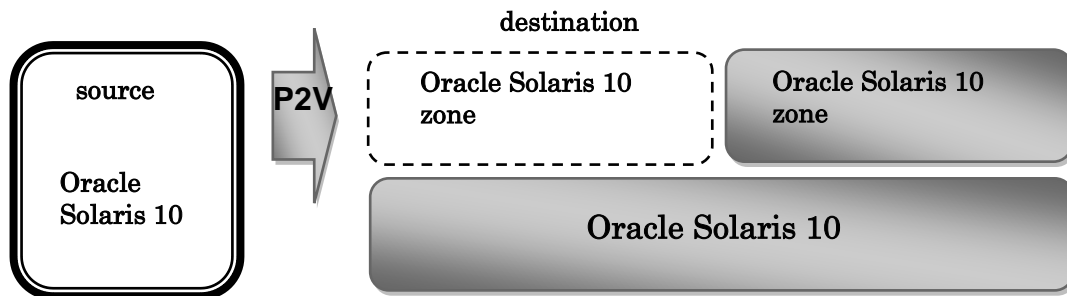 destination
source
Oracle
Solaris 10
P2V
Oracle Solaris 10
zone
Oracle Solaris 10
zone
Oracle Solaris 10